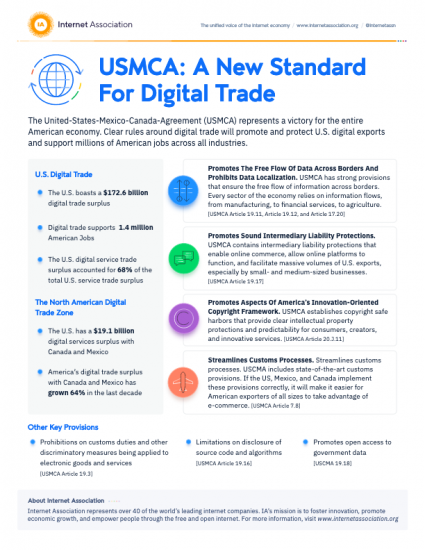 IA Internet Association
The unified voice of the internet economy | www.internetassociation.org | @internetassn
USMCA: A New Standard
For Digital Trade
The United-States-Mexico-Canada-Agreement (USMCA) represents a victory for the entire
American economy. Clear rules around digital trade will promote and protect U.S. digital exports
and support millions of American jobs across all industries.
U.S. Digital Trade
The U.S. boasts a $172.6 billion
digital trade surplus
Digital trade supports 1.4 million
American Jobs
The U.S. digital service trade
surplus accounted for 68% of the
total U.S. service trade surplus
The North American Digital
Trade Zone
The U.S. has a $19.1 billion
digital services surplus with
Canada and Mexico
America's digital trade surplus
with Canada and Mexico has
grown 64% in the last decade
Promotes The Free Flow Of Data Across Borders And
Prohibits Data Localization. USMCA has strong provisions
that ensure the free flow of information across borders.
Every sector of the economy relies on information flows,
from manufacturing, to financial services, to agriculture.
[USMCA Article 19.11, Article 19.12, and Article 17.20]
Promotes Sound Intermediary Liability Protections.
USMCA contains intermediary liability protections that
enable online commerce, allow online platforms to
function, and facilitate massive volumes of U.S. exports,
especially by small- and medium-sized businesses.
[USMCA Article 19.17]
Promotes Aspects Of America's Innovation-Oriented
Copyright Framework. USMCA establishes copyright safe
harbors that provide clear intellectual property
protections and predictability for consumers, creators,
and innovative services. [USMCA Article 20.J.11]
Streamlines Customs Processes. Streamlines customs
processes. USCMA includes state-of-the-art customs
provisions. If the US, Mexico, and Canada implement
these provisions correctly, it will make it easier for
American exporters of all sizes to take advantage of
e-commerce. [USMCA Article 7.8]
Other Key Provisions
Prohibitions on customs duties and other
discriminatory measures being applied to
electronic goods and services
[USMCA Article 19.3]
Limitations on disclosure of
source code and algorithms
[USMCA Article 19.16]
Promotes open access to
government data
[USCMA 19.18]
About Internet Association
Internet Association represents over 40 of the world's leading internet companies. IA's mission is to foster innovation, promote
economic growth, and empower people through the free and open internet. For more information, visit www.internetassociation.org